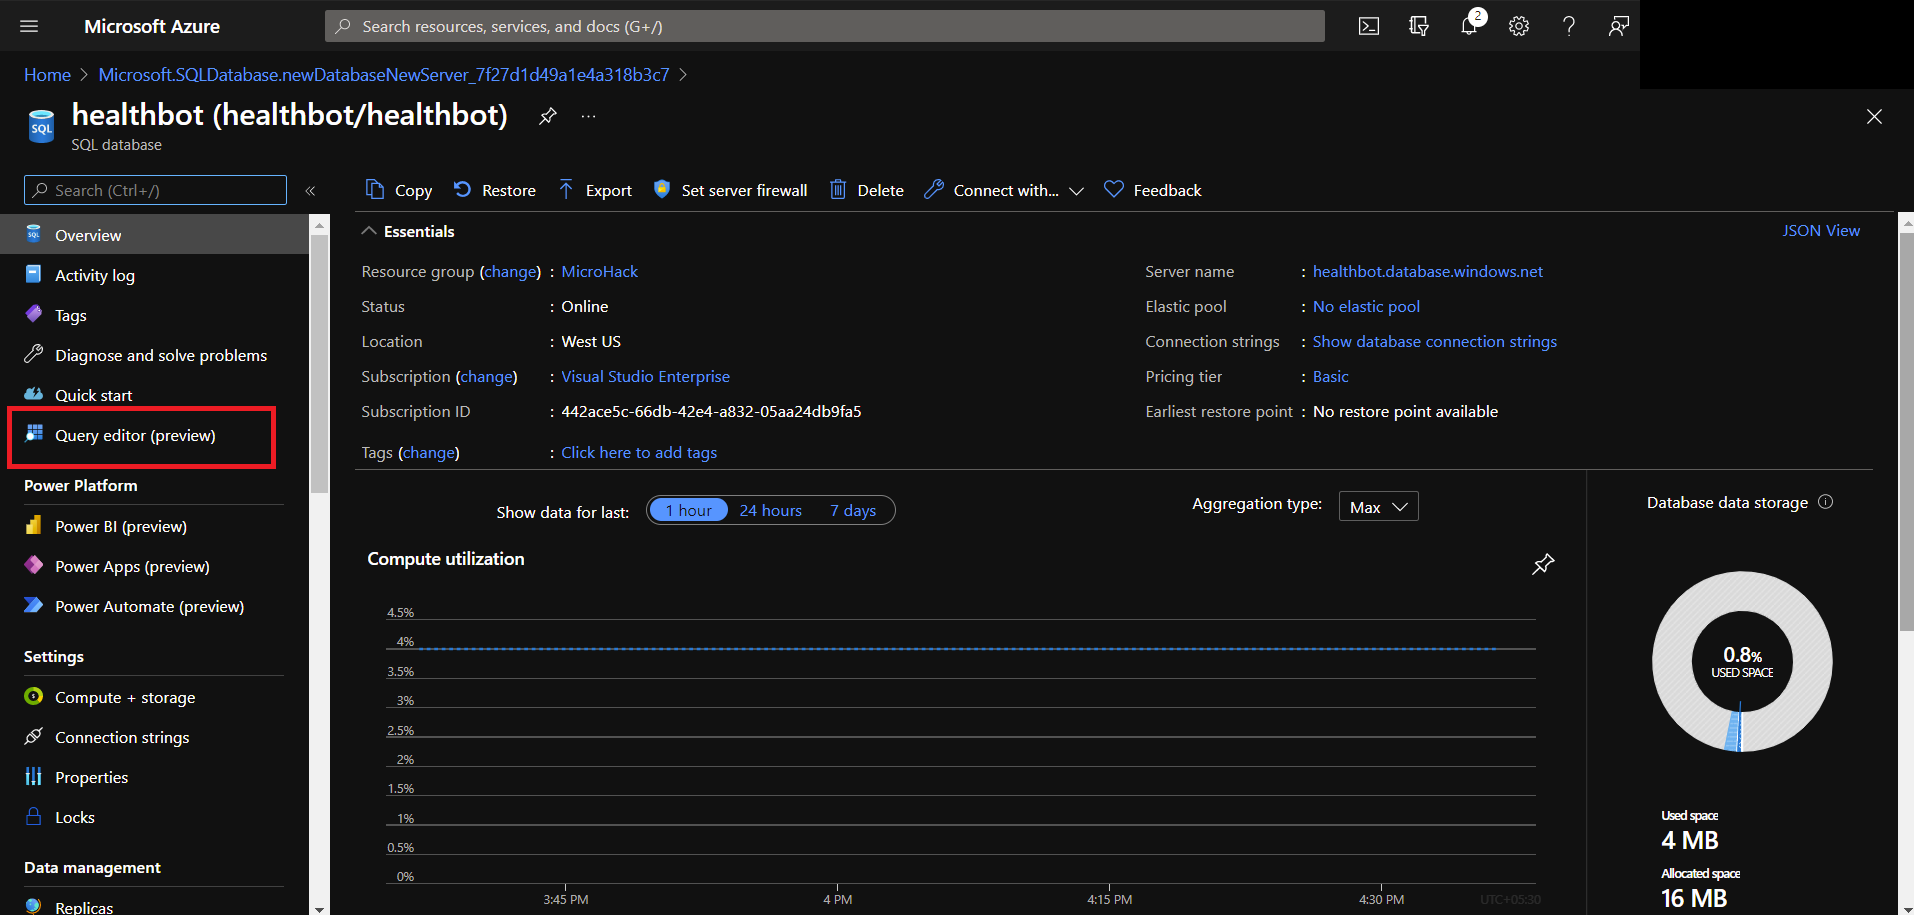 Microsoft Azure
Search resources, services, and docs (G+/)
2
Home > Microsoft.SQLDatabase.newDatabaseNewServer_7f27d1d49a1e4a318b3c7 >
SQL
healthbot (healthbot/healthbot)
SQL database
Search (Ctrl+/)
Copy
Restore
Export
Set server firewall
Delete
Connect with...
Feedback
Overview
Activity log
Tags
Diagnose and solve problems
Quick start
Query editor (preview)
Power Platform
Power BI (preview)
Power Apps (preview)
Power Automate (preview)
Settings
Compute + storage
Connection strings
Properties
Locks
Data management
Replicas
Essentials
JSON View
Resource group (change) : MicroHack
Status : Online
Location : West US
Subscription (change) : Visual Studio Enterprise
Subscription ID : 442ace5c-66db-42e4-a832-05aa24db9fa5
Tags (change) : Click here to add tags
Server name : healthbot.database.windows.net
Elastic pool : No elastic pool
Connection strings : Show database connection strings
Pricing tier : Basic
Earliest restore point : No restore point available
Show data for last: 1 hour 24 hours 7 days
Aggregation type: Max
Compute utilization
4.5%
4%
3.5%
3%
2.5%
2%
1.5%
1%
0.5%
0%
3:45 PM 4 PM 4:15 PM 4:30 PM UTC+05:30
Database data storage
0.8%
USED SPACE
Used space
4 MB
Allocated space
16 MB